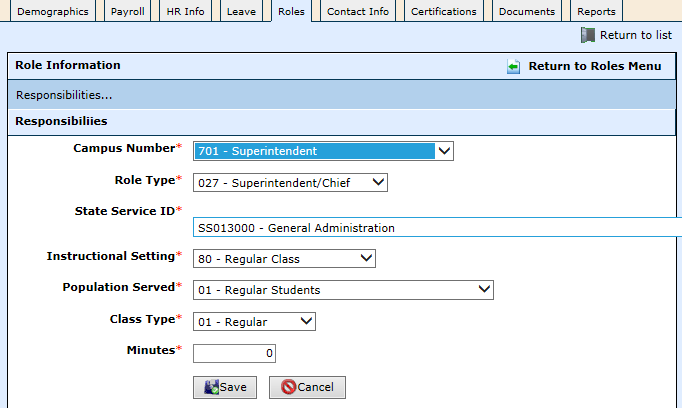 Demographics Payroll HR Info Leave Roles Contact Info Certifications Documents Reports
Return to list
Role Information Return to Roles Menu
Responsibilities...
Responsibiliies
Campus Number* 701 - Superintendent
Role Type* 027 - Superintendent/Chief
State Service ID*
SS013000 - General Administration
Instructional Setting* 80 - Regular Class
Population Served* 01 - Regular Students
Class Type* 01 - Regular
Minutes* 0
Save Cancel